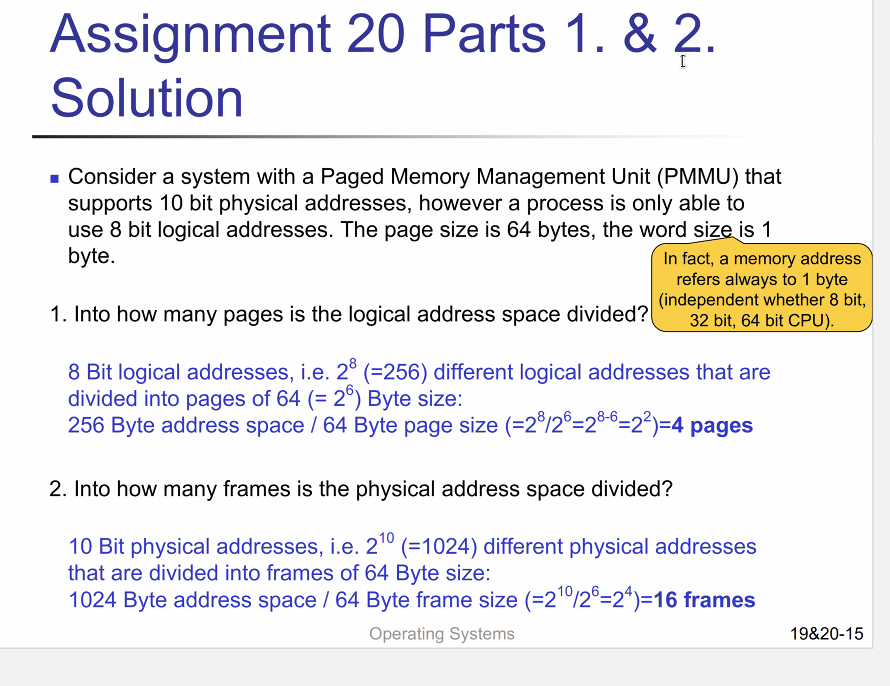 Assignment 20 Parts 1. & 2.
Solution
Consider a system with a Paged Memory Management Unit (PMMU) that
supports 10 bit physical addresses, however a process is only able to
use 8 bit logical addresses. The page size is 64 bytes, the word size is 1
byte.
In fact, a memory address
refers always to 1 byte
(independent whether 8 bit,
32 bit, 64 bit CPU).
1. Into how many pages is the logical address space divided?
8 Bit logical addresses, i.e. 2^8 (=256) different logical addresses that are
divided into pages of 64 (= 2^6) Byte size:
256 Byte address space / 64 Byte page size (=2^8/2^6=2^8-6=2^2)=4 pages
2. Into how many frames is the physical address space divided?
10 Bit physical addresses, i.e. 2^10 (=1024) different physical addresses
that are divided into frames of 64 Byte size:
1024 Byte address space / 64 Byte frame size (=2^10/2^6=2^4)=16 frames
Operating Systems
19&20-15